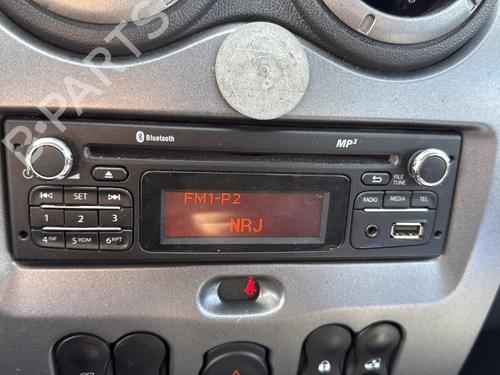 B-PARTS
Bluetooth
MP3
SET
FILE
TUNE
RADIO MEDIA TEL
1 2 3
4 INF 5 RDM 6 RPT
FM1-P2
NRJ